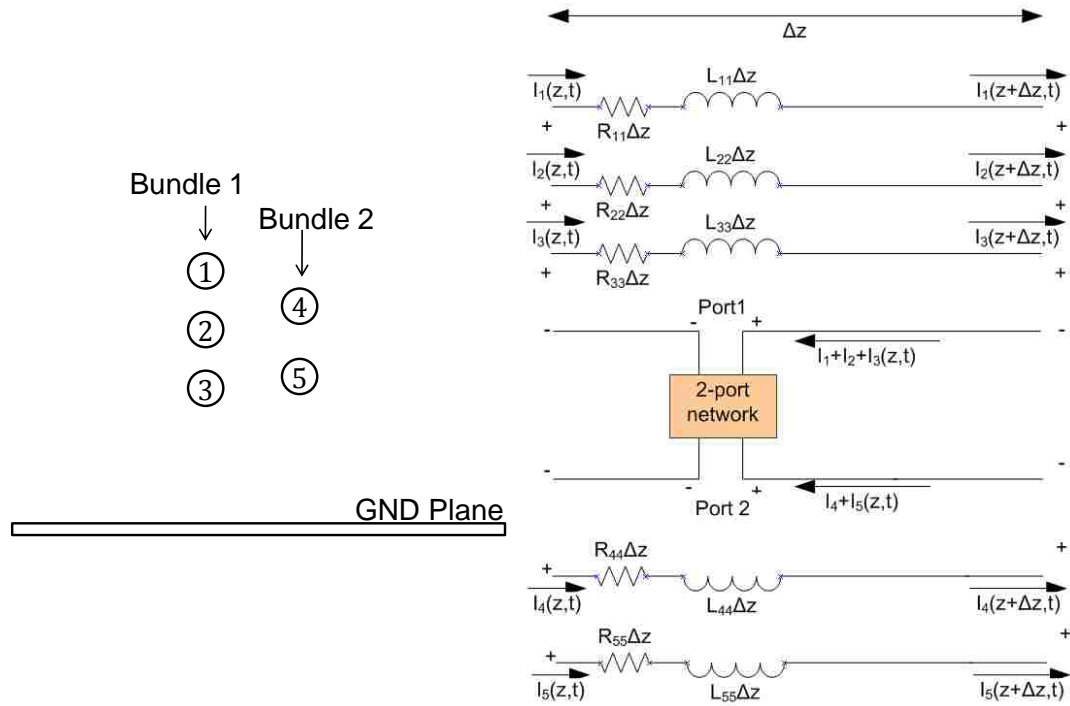 Bundle 1
Bundle 2
①
②
③
④
⑤
GND Plane
Δz
I₁(z,t)
L₁₁Δz
I₁(z+Δz,t)
+
R₁₁Δz
+
I₂(z,t)
L₂₂Δz
I₂(z+Δz,t)
+
R₂₂Δz
+
I₃(z,t)
L₃₃Δz
I₃(z+Δz,t)
+
R₃₃Δz
+
Port1
-
- +
-
I₁+I₂+I₃(z,t)
2-port
network
-
- +
-
Port 2
I₄+I₅(z,t)
R₄₄Δz
+
+
I₄(z,t)
L₄₄Δz
I₄(z+Δz,t)
R₅₅Δz
+
+
I₅(z,t)
L₅₅Δz
I₅(z+Δz,t)